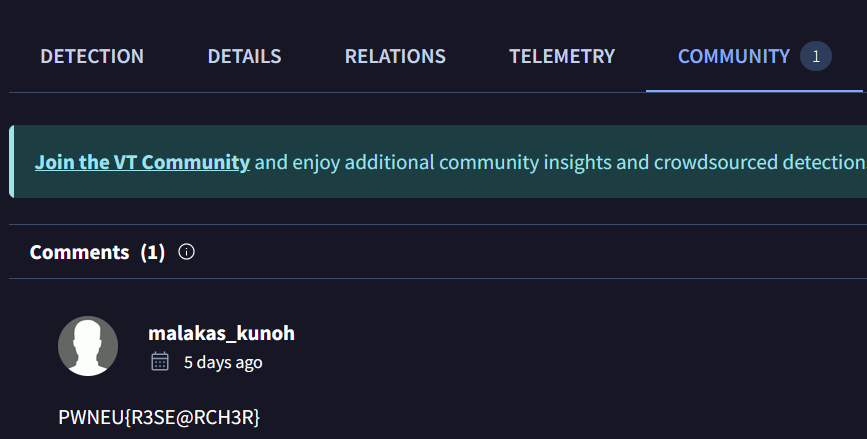 DETECTION DETAILS RELATIONS TELEMETRY COMMUNITY 1
Join the VT Community and enjoy additional community insights and crowdsourced detection
Comments (1)
malakas_kunoh
5 days ago
PWNEU{R3SE@RCH3R}